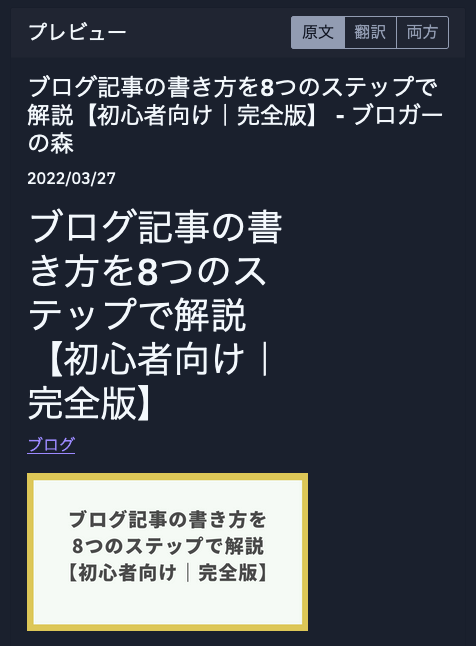 プレビュー
原文 翻訳 両方
ブログ記事の書き方を8つのステップで
解説【初心者向け｜完全版】 - ブロガー
の森
2022/03/27
ブログ記事の書
き方を8つのス
テップで解説
【初心者向け｜
完全版】
ブログ
ブログ記事の書き方を
8つのステップで解説
【初心者向け｜完全版】